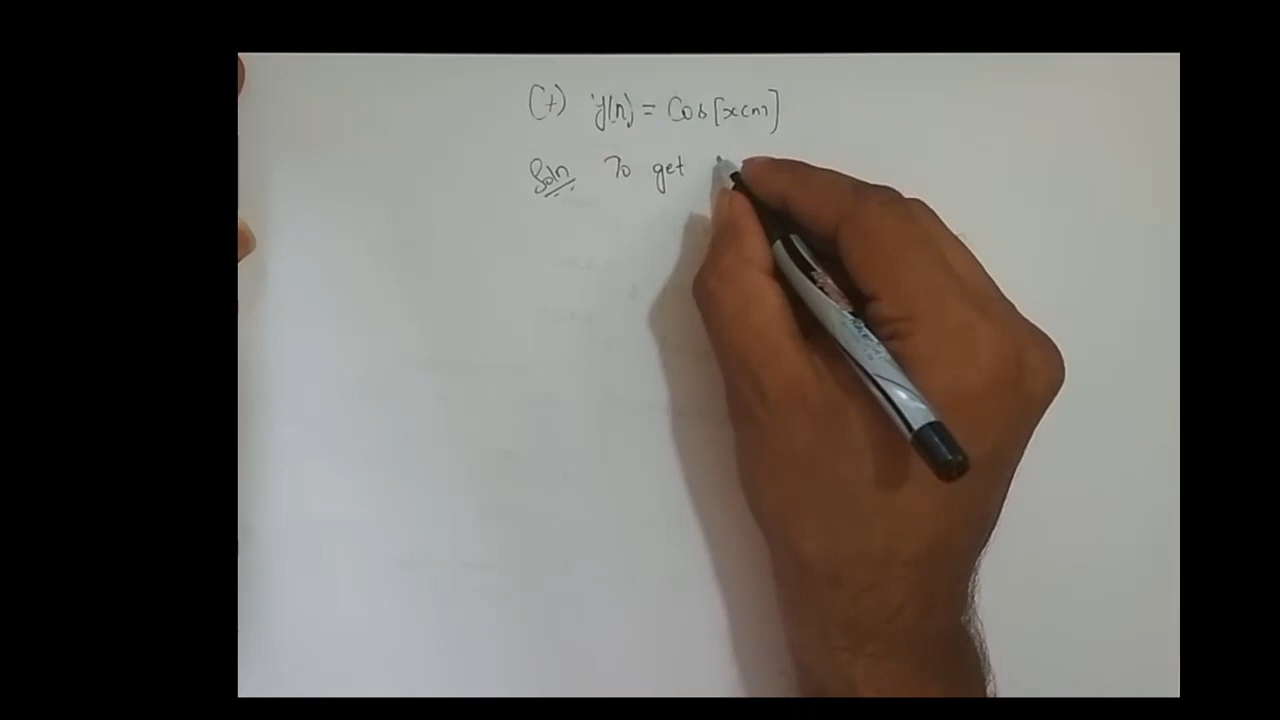 (+) y(n) = Cos[x(n)]
Soln To get